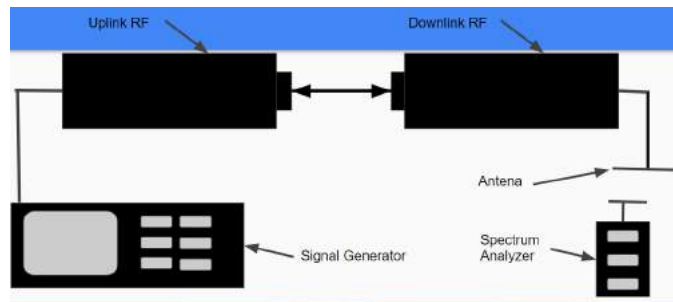 Uplink RF
Downlink RF
Antena
Signal Generator
Spectrum
Analyzer